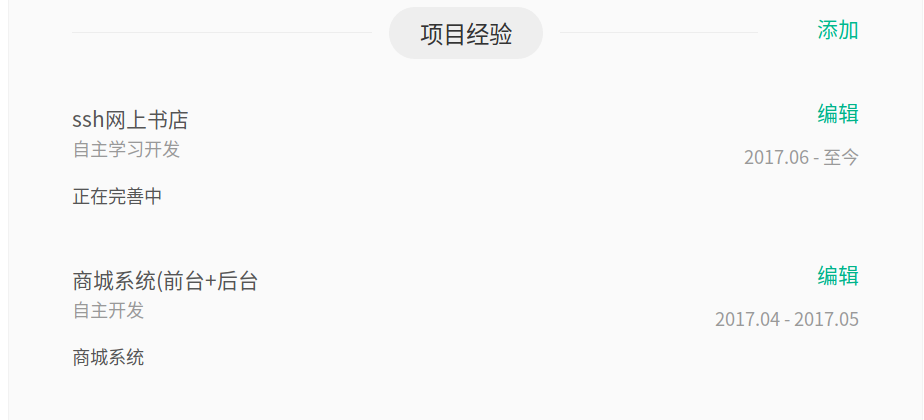 项目经验
添加
ssh网上书店
编辑
自主学习开发
2017.06 - 至今
正在完善中
商城系统(前台+后台
编辑
自主开发
2017.04 - 2017.05
商城系统